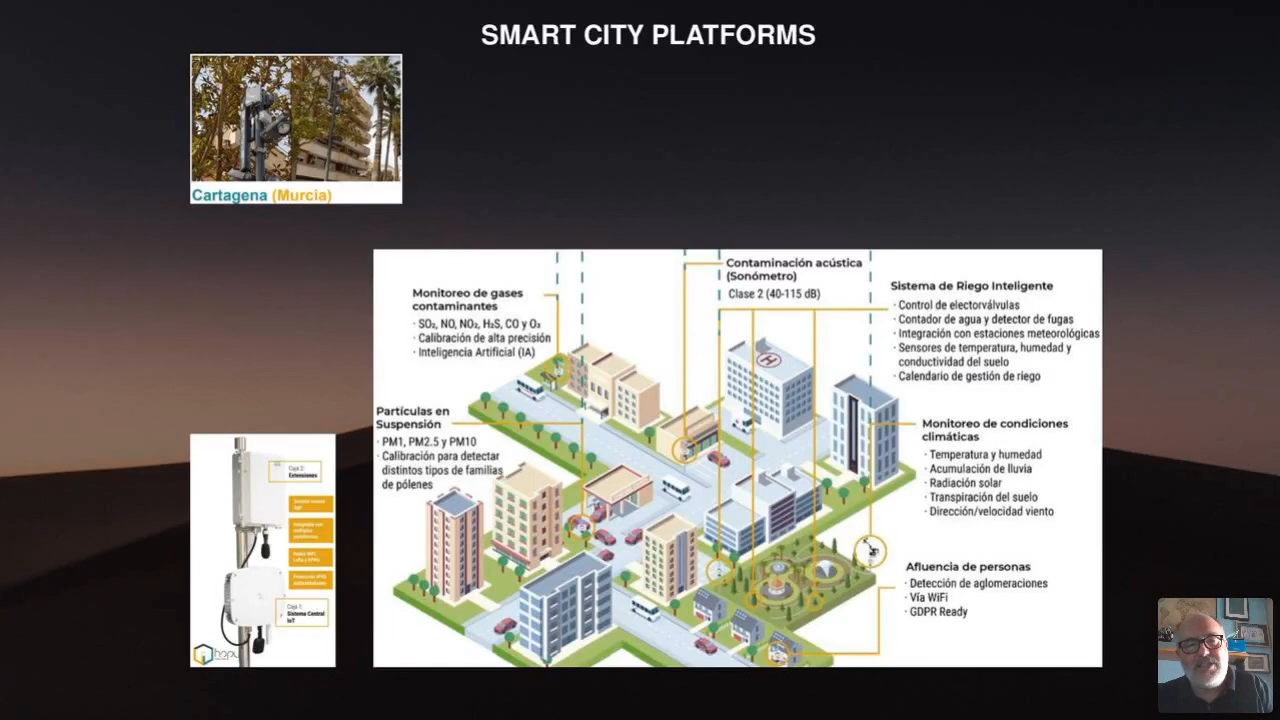 SMART CITY PLATFORMS
Cartagena (Murcia)
Monitoreo de gases
contaminantes
· SO₂, NO, NO₂, H₂S, CO y O₃
· Calibración de alta precisión
· Inteligencia Artificial (IA)
Contaminación acústica
(Sonómetro)
Clase 2 (40-115 dB)
Sistema de Riego Inteligente
· Control de electorválvulas
· Contador de agua y detector de fugas
· Integración con estaciones meteorológicas
· Sensores de temperatura, humedad y
conductividad del suelo
· Calendario de gestión de riego
Partículas en
Suspensión
· PM1, PM2.5 y PM10
· Calibración para detectar
distintos tipos de familias
de pólenes
Monitoreo de condiciones
climáticas
· Temperatura y humedad
· Acumulación de lluvia
· Radiación solar
· Transpiración del suelo
· Dirección/velocidad viento
Afluencia de personas
· Detección de aglomeraciones
· Vía WiFi
· GDPR Ready
H
Caja 2:
Extensiones
Caja 1:
Sistema Central
IoT
hopu